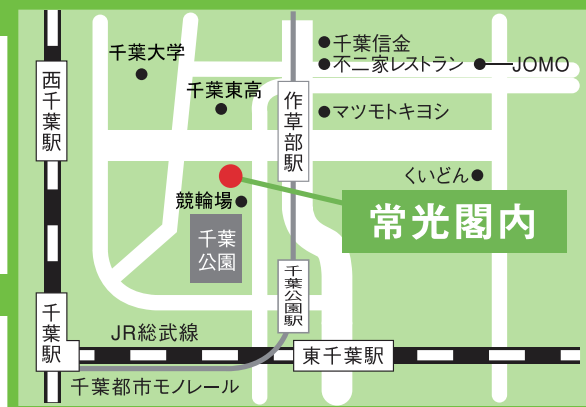 千葉大学
千葉信金
不二家レストラン
JOMO
西千葉駅
千葉東高
作草部駅
マツモトキヨシ
くいどん
競輪場
常光閣内
千葉
公園
千葉公園駅
千葉駅
JR総武線
東千葉駅
千葉都市モノレール